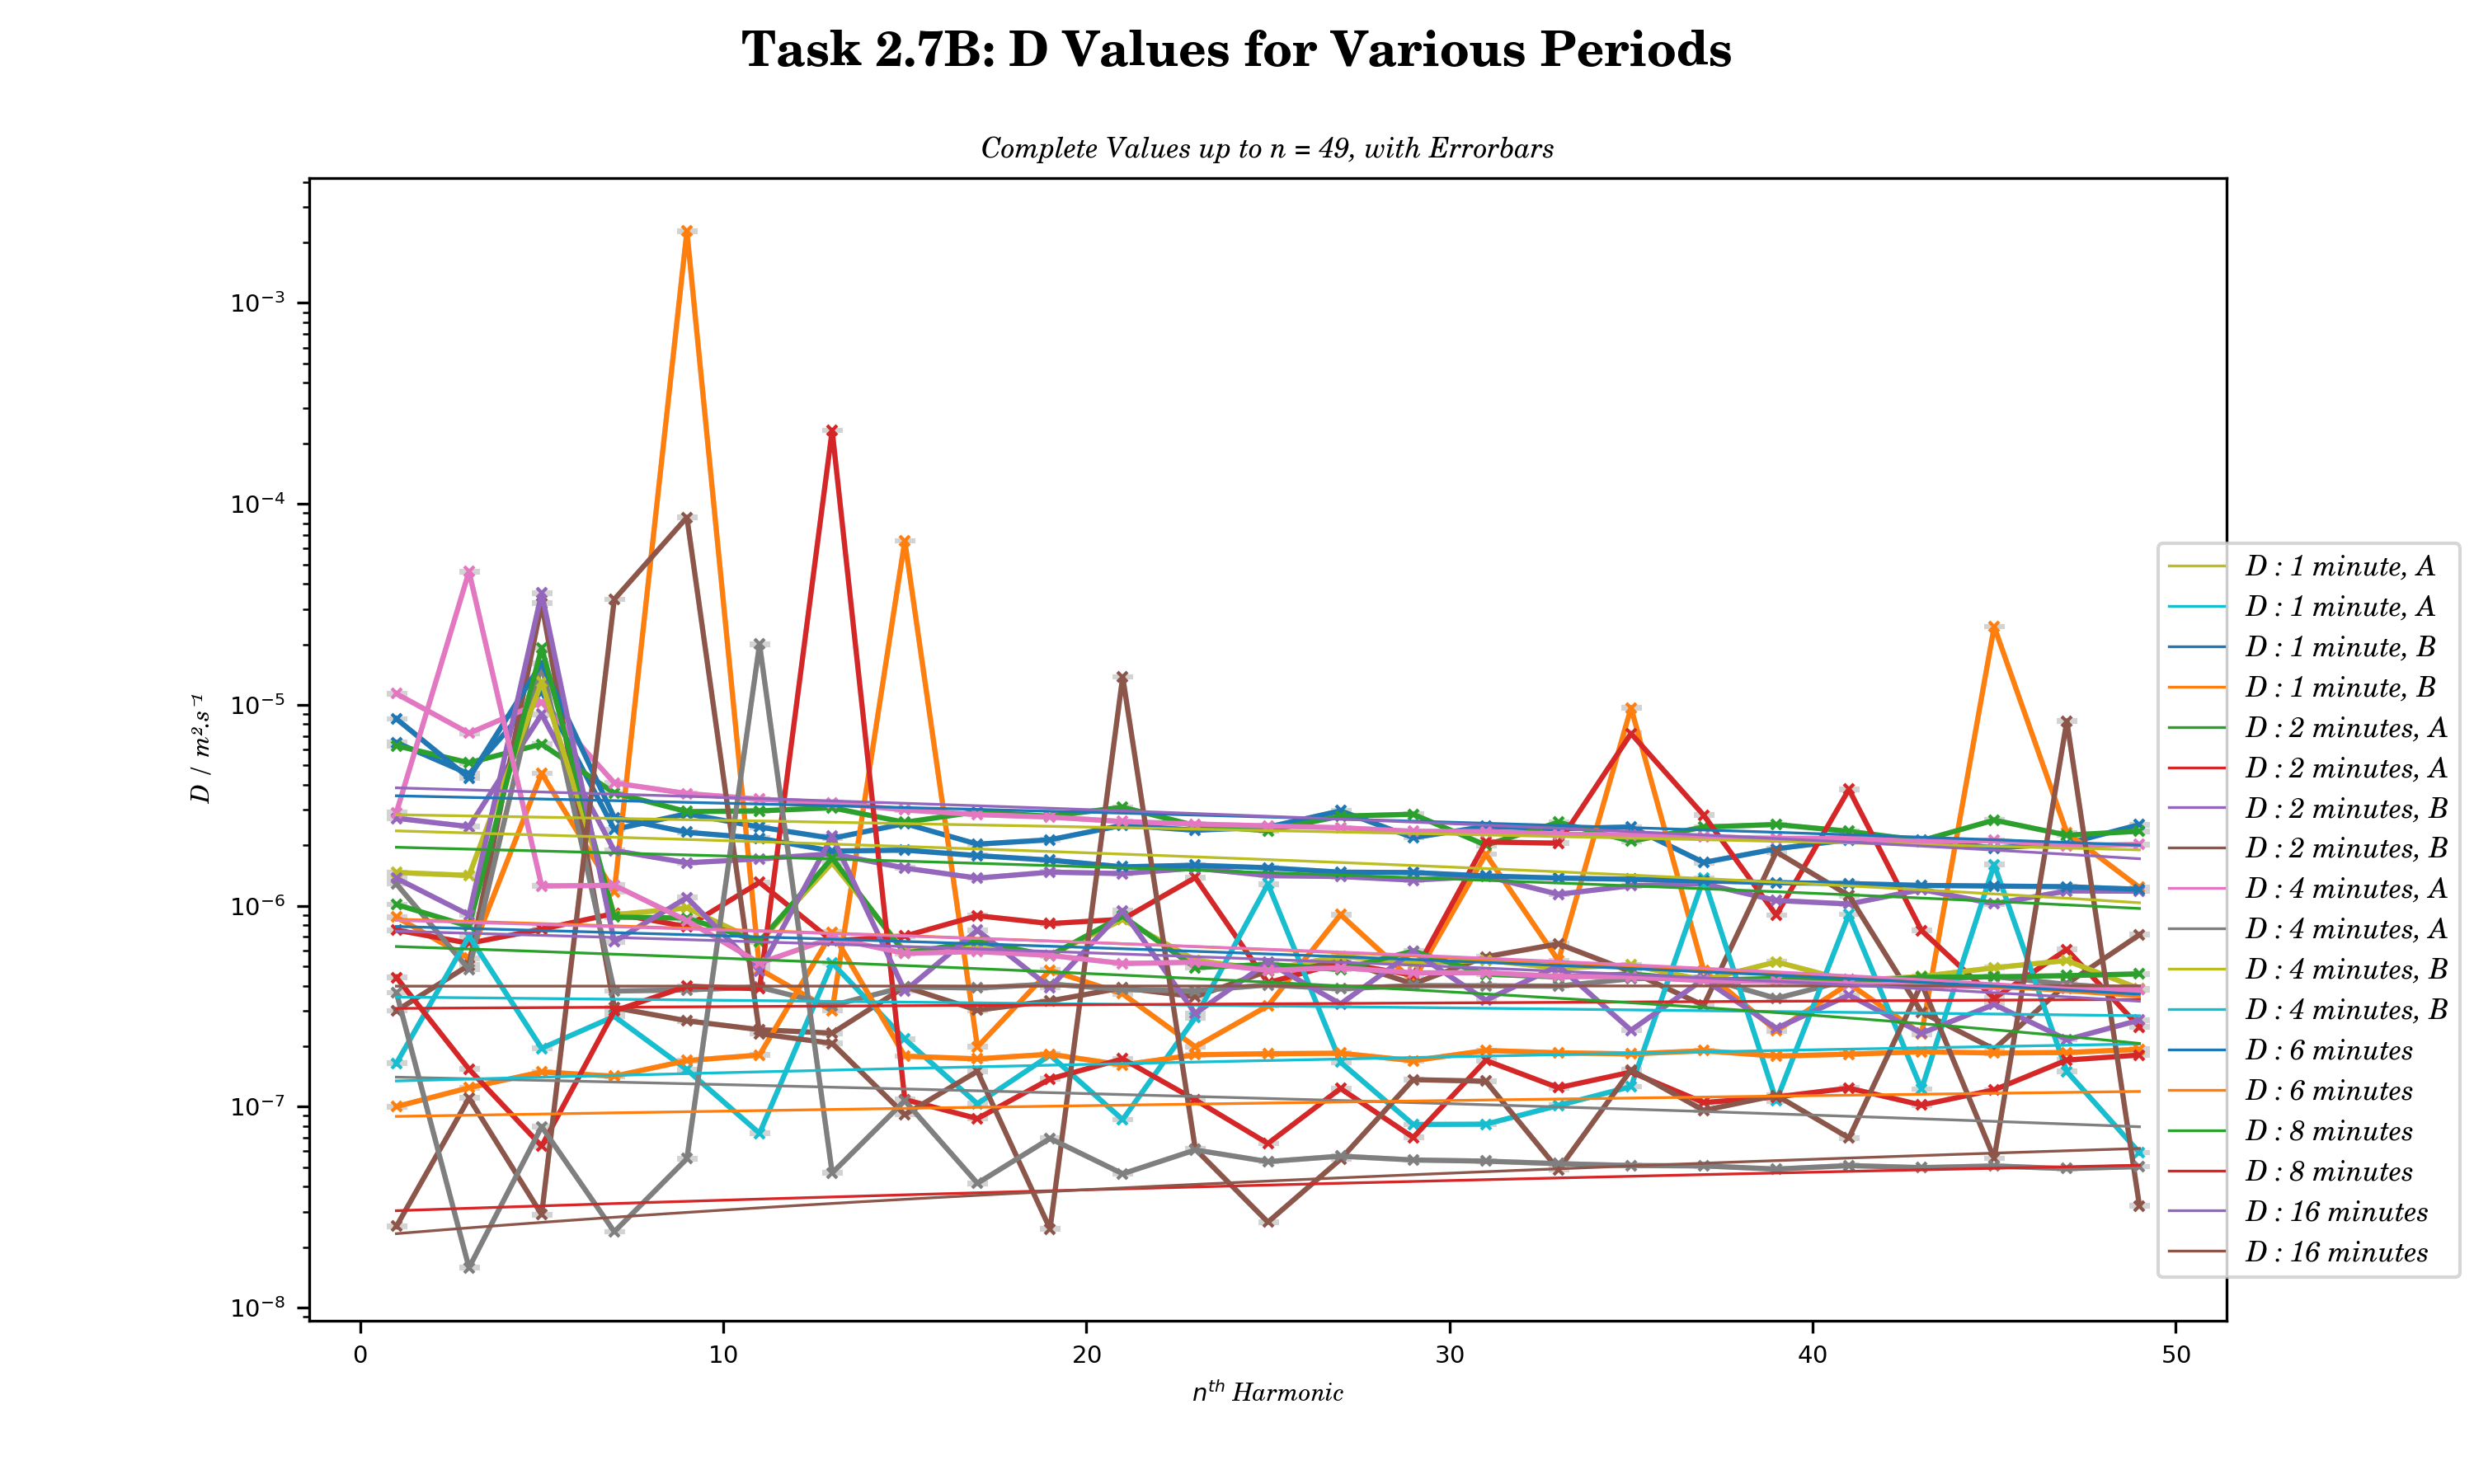 Task 2.7B: D Values for Various Periods
Complete Values up to n = 49, with Errorbars
D / m².s⁻¹
10⁻³
10⁻⁴
10⁻⁵
10⁻⁶
10⁻⁷
10⁻⁸
0 10 20 30 40 50
nᵗʰ Harmonic
D : 1 minute, A
D : 1 minute, A
D : 1 minute, B
D : 1 minute, B
D : 2 minutes, A
D : 2 minutes, A
D : 2 minutes, B
D : 2 minutes, B
D : 4 minutes, A
D : 4 minutes, A
D : 4 minutes, B
D : 4 minutes, B
D : 6 minutes
D : 6 minutes
D : 8 minutes
D : 8 minutes
D : 16 minutes
D : 16 minutes